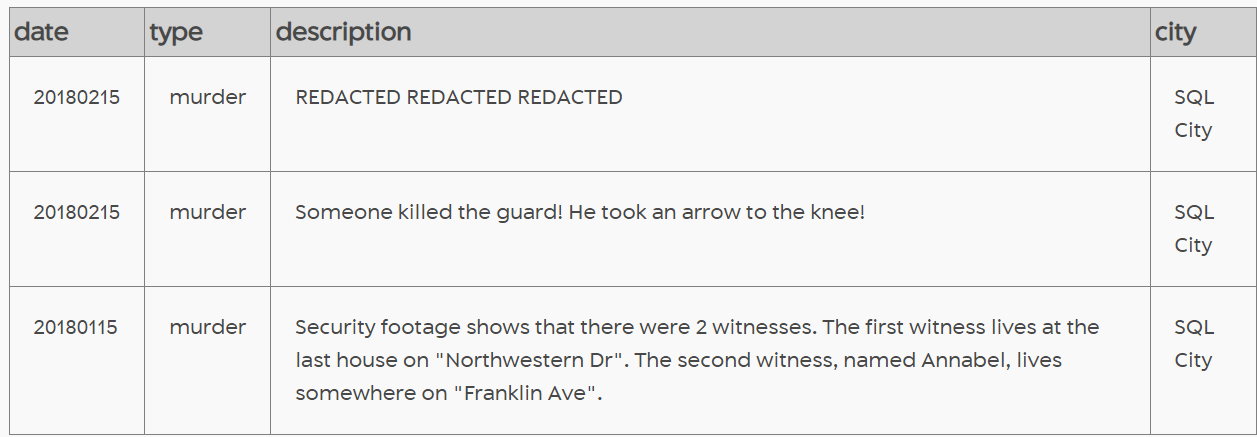 date type description city
20180215 murder REDACTED REDACTED REDACTED SQL
City
20180215 murder Someone killed the guard! He took an arrow to the knee! SQL
City
20180115 murder Security footage shows that there were 2 witnesses. The first witness lives at the SQL
last house on "Northwestern Dr". The second witness, named Annabel, lives City
somewhere on "Franklin Ave".